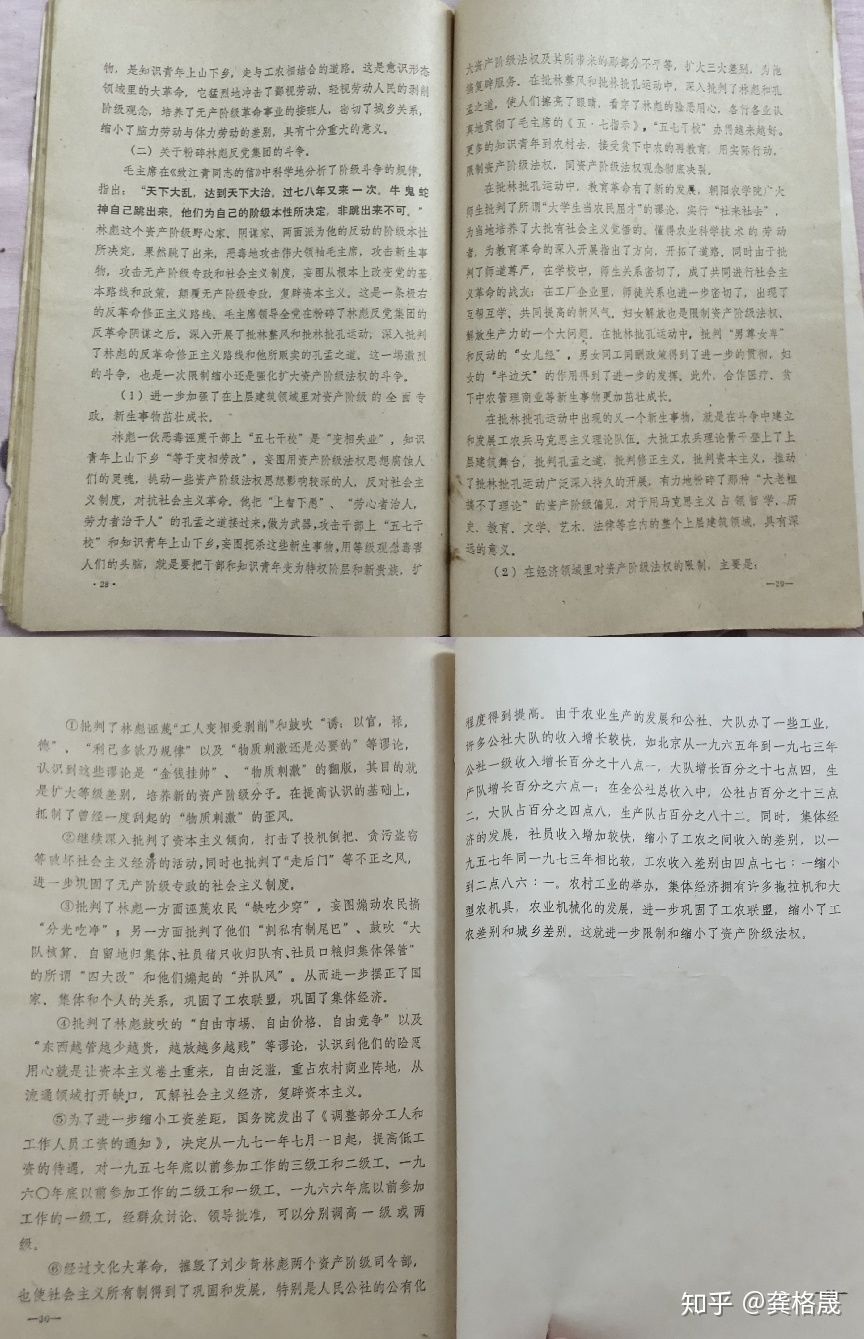 物，是知识青年上山下乡，走与工农相结合的道路。这是意识形态
领域里的大革命，它猛烈地冲击了鄙视劳动、轻视劳动人民的剥削
阶级观念，培养了无产阶级革命事业的接班人，密切了城乡关系，
缩小了脑力劳动与体力劳动的差别，具有十分重大的意义。
（二）关于粉碎林彪反党集团的斗争。
毛主席在《致江青同志的信》中科学地分析了阶级斗争的规律，
指出：“天下大乱，达到天下大治。过七八年又来一次。牛鬼蛇
神自己跳出来。他们为自己的阶级本性所决定，非跳出来不可。”
林彪这个资产阶级野心家、阴谋家、两面派为他的反动的阶级本性
所决定，果然跳了出来，恶毒地攻击伟大领袖毛主席，攻击新生事
物，攻击无产阶级专政和社会主义制度，妄图从根本上改变党的基
本路线和政策，颠覆无产阶级专政，复辟资本主义。这是一条极右
的反革命修正主义路线。毛主席领导全党在粉碎了林彪反党集团的
反革命阴谋之后。深入开展了批林整风和批林批孔运动，深入批判
了林彪的反革命修正主义路线和他所贩卖的孔孟之道。这一场激烈
的斗争，也是一次限制缩小还是强化扩大资产阶级法权的斗争。
（1）进一步加强了在上层建筑领域里对资产阶级的全面专
政，新生事物茁壮成长。
林彪一伙恶毒诬蔑干部上“五七干校”是“变相失业”，知识
青年上山下乡“等于变相劳改”，妄图用资产阶级法权思想腐蚀人
们的灵魂，挑动一些资产阶级法权思想影响较深的人，反对社会主
义制度，对抗社会主义革命。他把“上智下愚”、“劳心者治人，
劳力者治于人”的孔孟之道接过来，做为武器，攻击干部上“五七干
校”和知识青年上山下乡，妄图扼杀这些新生事物，用等级观念毒害
人们的头脑，就是要把干部和知识青年变为特权阶层和新贵族，扩
·28·
大资产阶级法权及其所带来的那部分不平等，扩大三大差别，为他
搞复辟服务。在批林整风和批林批孔运动中，深入批判了林彪和孔
孟之道，使人们擦亮了眼睛，看穿了林彪的险恶用心，各行各业认
真地贯彻了毛主席的《五·七指示》，“五七干校”办得越来越好。
更多的知识青年到农村去，接受贫下中农的再教育，用实际行动，
限制资产阶级法权，同资产阶级法权观念彻底决裂。
在批林批孔运动中，教育革命有了新的发展，朝阳农学院广大
师生批判了所谓“大学生当农民屈才”的谬论，实行“社来社去”，
为当地培养了大批有社会主义觉悟的、懂得农业科学技术的劳动
者，为教育革命的深入开展指出了方向，开拓了道路。同时由于批
判了师道尊严，在学校中，师生关系密切了，成了共同进行社会主
义革命的战友；在工厂企业里，师徒关系也进一步密切了，出现了
互帮互学、共同提高的新风气。妇女解放也是限制资产阶级法权、
解放生产力的一个大问题。在批林批孔运动中，批判“男尊女卑”
和反动的“女儿经”，男女同工同酬政策得到了进一步的贯彻，妇
女的“半边天”的作用得到了进一步的发挥。此外，合作医疗、贫
下中农管理商业等新生事物更加茁壮成长。
在批林批孔运动中出现的又一个新生事物，就是在斗争中建立
和发展工农兵马克思主义理论队伍。大批工农兵理论骨干登上了上
层建筑舞台，批判孔孟之道，批判修正主义，批判资本主义，推动
了批林批孔运动广泛深入持久的开展，有力地粉碎了那种“大老粗
搞不了理论”的资产阶级偏见，对于用马克思主义占领哲学、历
史、教育、文学、艺术、法律等在内的整个上层建筑领域，具有深
远的意义。
（2）在经济领域里对资产阶级法权的限制，主要是：
—29—
①批判了林彪诬蔑“工人变相受剥削”和鼓吹“诱：以官，禄，
德”，“利己多欲乃规律”以及“物质刺激还是必要的”等谬论，
认识到这些谬论是“金钱挂帅”、“物质刺激”的翻版，其目的就
是扩大等级差别，培养新的资产阶级分子。在提高认识的基础上，
抵制了曾经一度刮起的“物质刺激”的歪风。
②继续深入批判了资本主义倾向，打击了投机倒把、贪污盗窃
等破坏社会主义经济的活动，同时也批判了“走后门”等不正之风，
进一步巩固了无产阶级专政的社会主义制度。
③批判了林彪一方面诬蔑农民“缺吃少穿”，妄图煽动农民搞
“分光吃净”；另一方面批判了他们“割私有制尾巴”、鼓吹“大
队核算，自留地归集体、社员猪只收归队有、社员口粮归集体保管”
的所谓“四大改”和他们煽起的“并队风”。从而进一步摆正了国
家、集体和个人的关系，巩固了工农联盟，巩固了集体经济。
④批判了林彪鼓吹的“自由市场、自由价格、自由竞争”以及
“东西越管越少越贵，越放越多越贱”等谬论，认识到他们的险恶
用心就是要让资本主义卷土重来，自由泛滥，重占农村商业阵地，从
流通领域打开缺口，瓦解社会主义经济，复辟资本主义。
⑤为了进一步缩小工资差距，国务院发出了《调整部分工人和
工作人员工资的通知》，决定从一九七一年七月一日起，提高低工
资的待遇，对一九五七年底以前参加工作的三级工和二级工、一九
六〇年底以前参加工作的二级工和一级工、一九六六年底以前参加
工作的一级工，经群众讨论、领导批准，可以分别调高一级或两
级。
⑥经过文化大革命，摧毁了刘少奇林彪两个资产阶级司令部，
也使社会主义所有制得到了巩固和发展，特别是人民公社的公有化
—30—
程度得到提高。由于农业生产的发展和公社、大队办了一些工业，
许多公社大队的收入增长较快，如北京从一九六五年到一九七三年
公社一级收入增长百分之十八点一，大队增长百分之十七点四，生
产队增长百分之六点一；在全公社总收入中，公社占百分之十三点
二，大队占百分之四点八，生产队占百分之八十二。同时，集体经
济的发展，社员收入增加较快，缩小了工农之间收入的差别，以一
九五七年同一九七三年相比较，工农收入差别由四点七七：一缩小
到二点八六：一。农村工业的举办，集体经济拥有许多拖拉机和大
型农机具，农业机械化的发展，进一步巩固了工农联盟，缩小了工
农差别和城乡差别。这就进一步限制和缩小了资产阶级法权。
知乎 @龚格晟